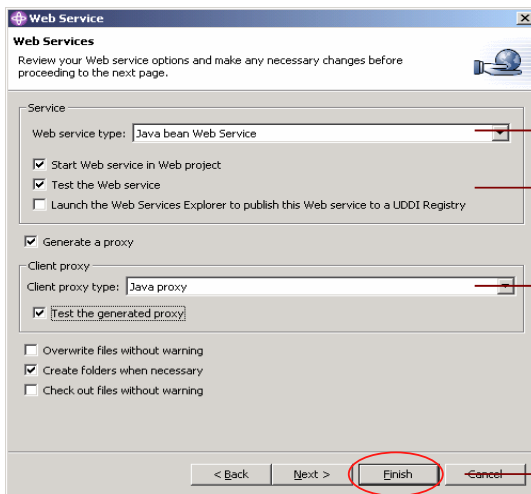 Web Service
Web Services
Review your Web service options and make any necessary changes before
proceeding to the next page.
Service
Web service type: Java bean Web Service
Start Web service in Web project
Test the Web service
Launch the Web Services Explorer to publish this Web service to a UDDI Registry
Generate a proxy
Client proxy
Client proxy type: Java proxy
Test the generated proxy
Overwrite files without warning
Create folders when necessary
Check out files without warning
< Back Next > Finish Cancel